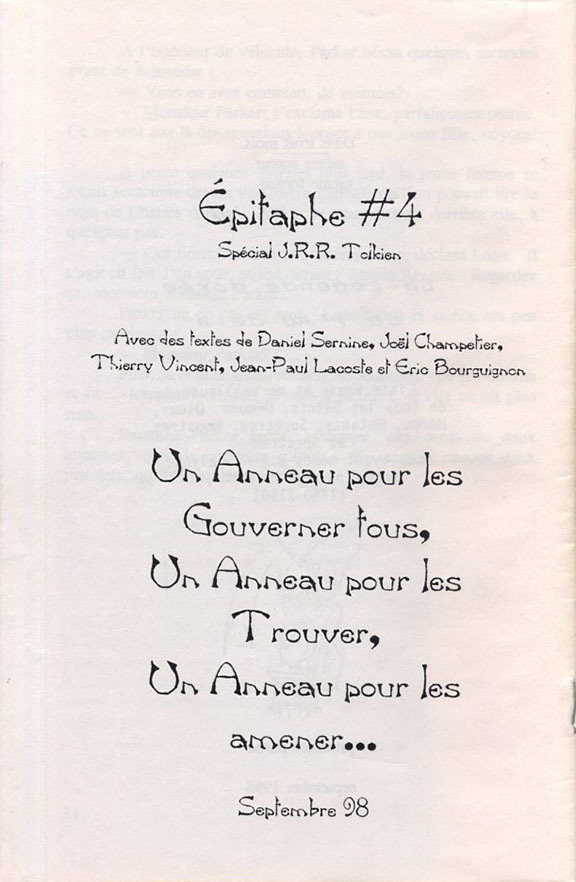 Épitaphe #4
Spécial J.R.R. Tolkien
Avec des textes de Daniel Sernine, Joël Champetier,
Thierry Vincent, Jean-Paul Lacoste et Eric Bourguignon
Un Anneau pour les
Gouverner tous,
Un Anneau pour les
Trouver,
Un Anneau pour les
amener...
Septembre 98